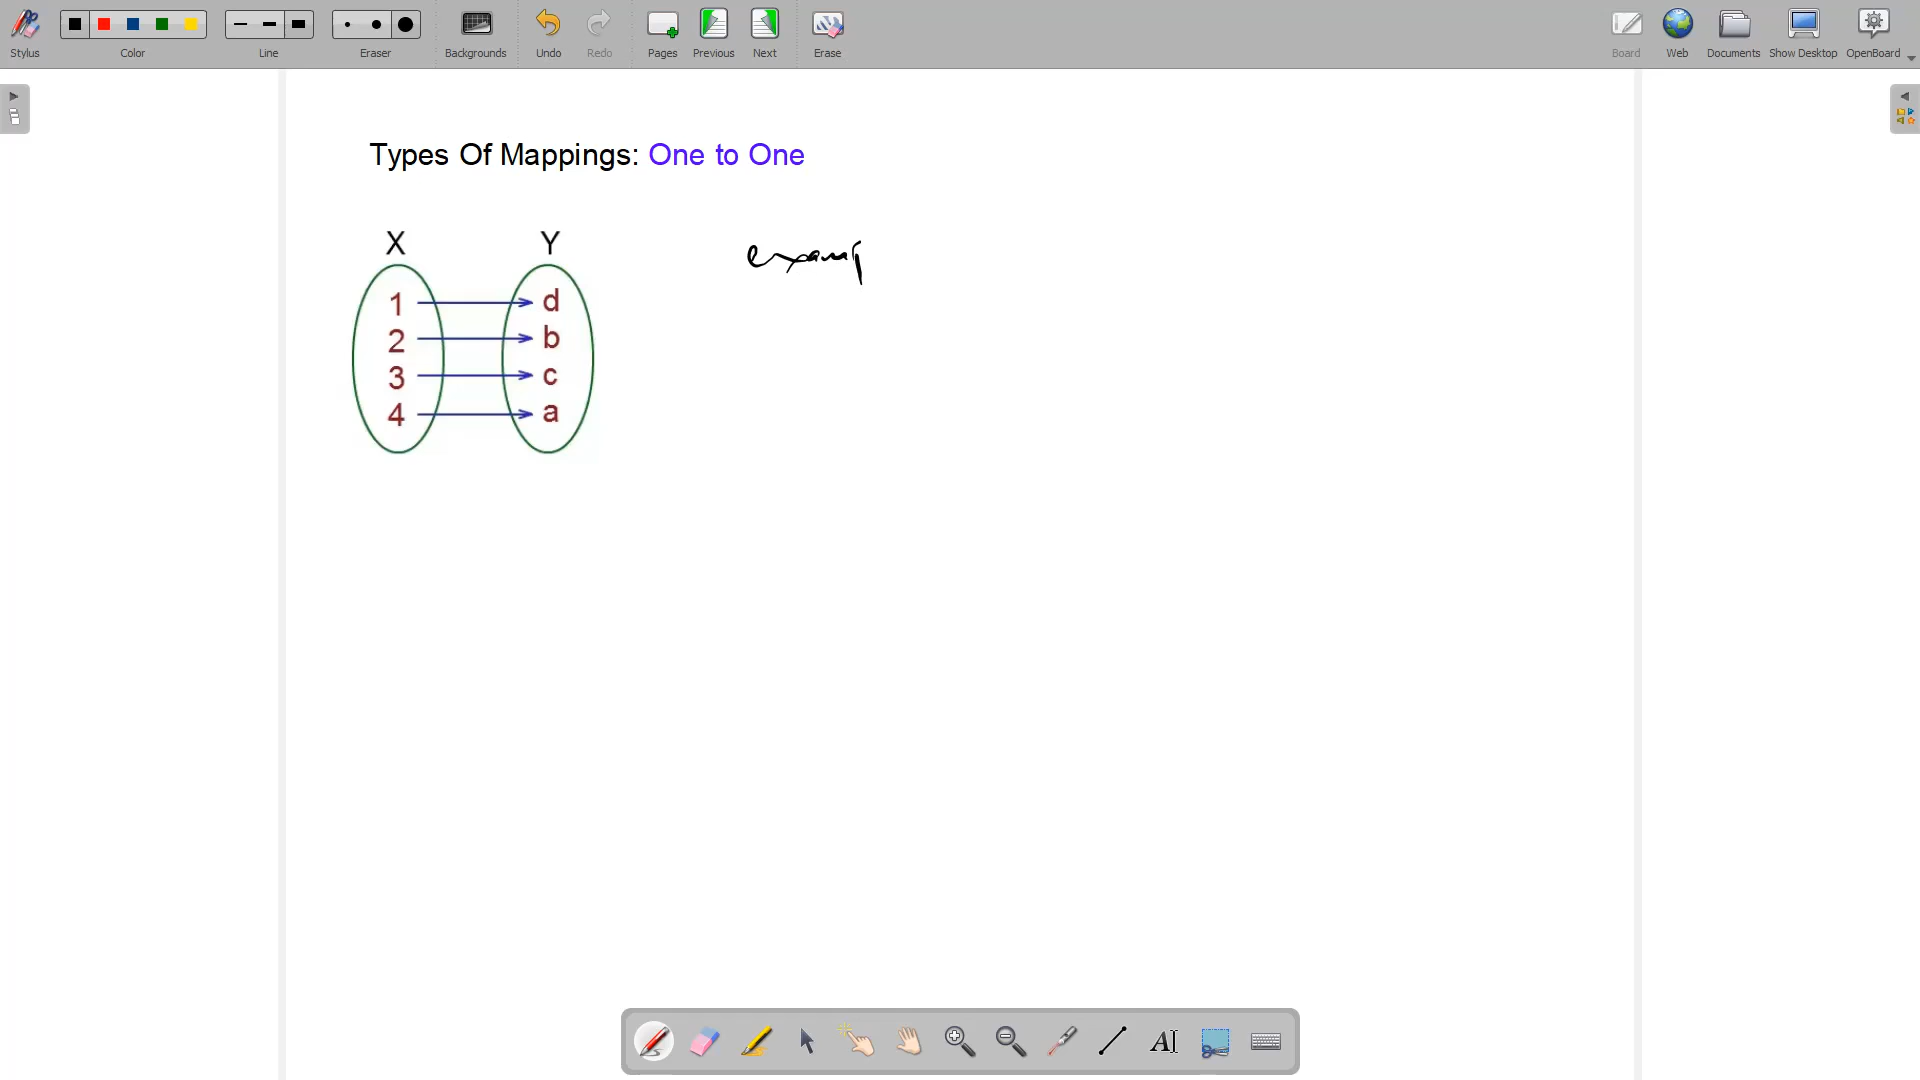 Stylus Color Line Eraser Backgrounds Undo Redo Pages Previous Next Erase Board Web Documents Show Desktop OpenBoard
Types Of Mappings: One to One
X Y
1 d
2 b
3 c
4 a
examp